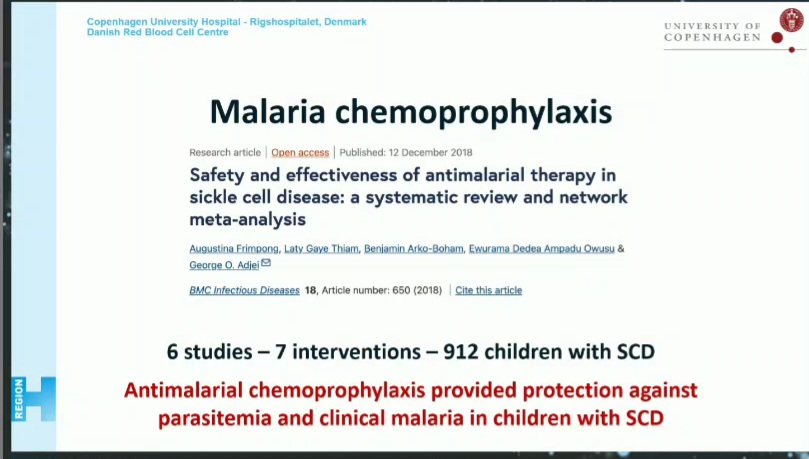 Copenhagen University Hospital - Rigshospitalet, Denmark
Danish Red Blood Cell Centre
UNIVERSITY OF
COPENHAGEN
Malaria chemoprophylaxis
Research article | Open access | Published: 12 December 2018
Safety and effectiveness of antimalarial therapy in
sickle cell disease: a systematic review and network
meta-analysis
Augustina Frimpong, Laty Gaye Thiam, Benjamin Arko-Boham, Ewurama Dedea Ampadu Owusu &
George O. Adjei
BMC Infectious Diseases 18, Article number: 650 (2018) | Cite this article
6 studies – 7 interventions – 912 children with SCD
Antimalarial chemoprophylaxis provided protection against
parasitemia and clinical malaria in children with SCD
REGION
H